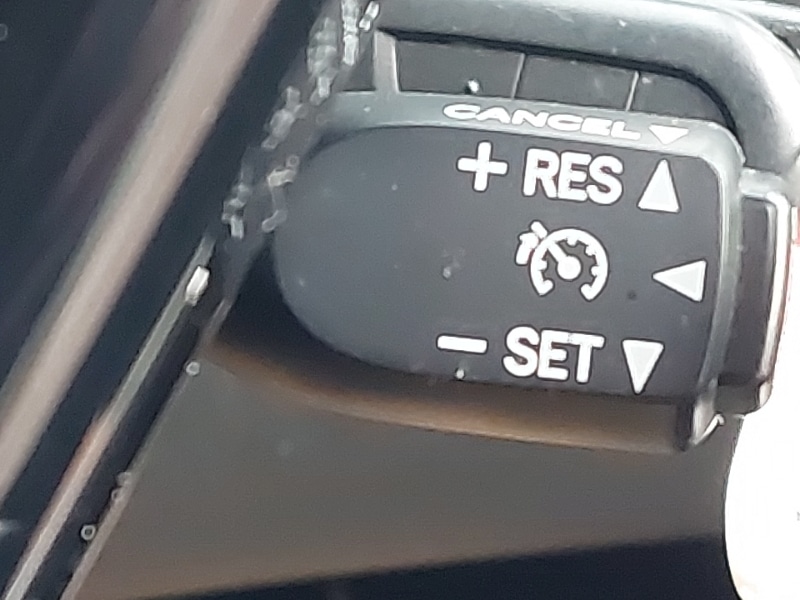 CANCEL
+ RES
- SET